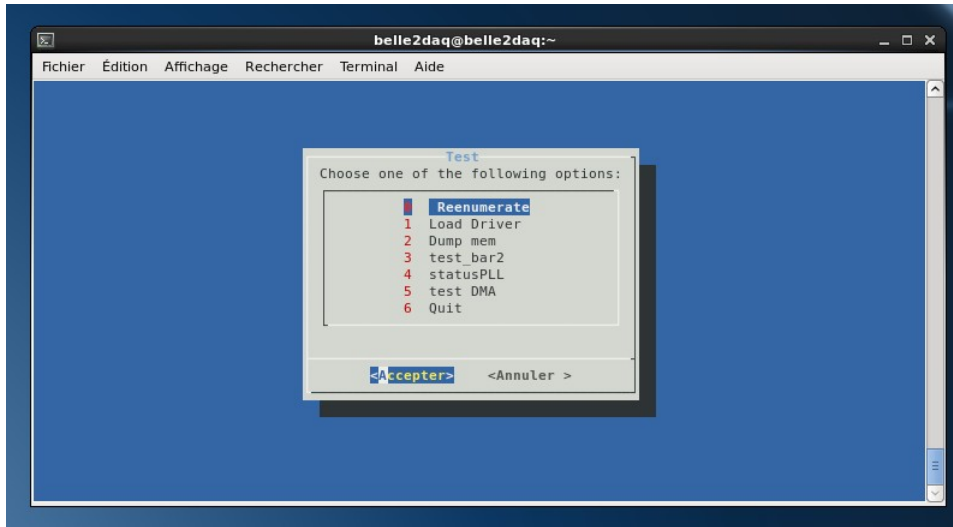 belle2daq@belle2daq:~
Fichier Édition Affichage Rechercher Terminal Aide
Test
Choose one of the following options:
Reenumerate
1 Load Driver
2 Dump mem
3 test_bar2
4 statusPLL
5 test DMA
6 Quit
<Accepter> <Annuler >